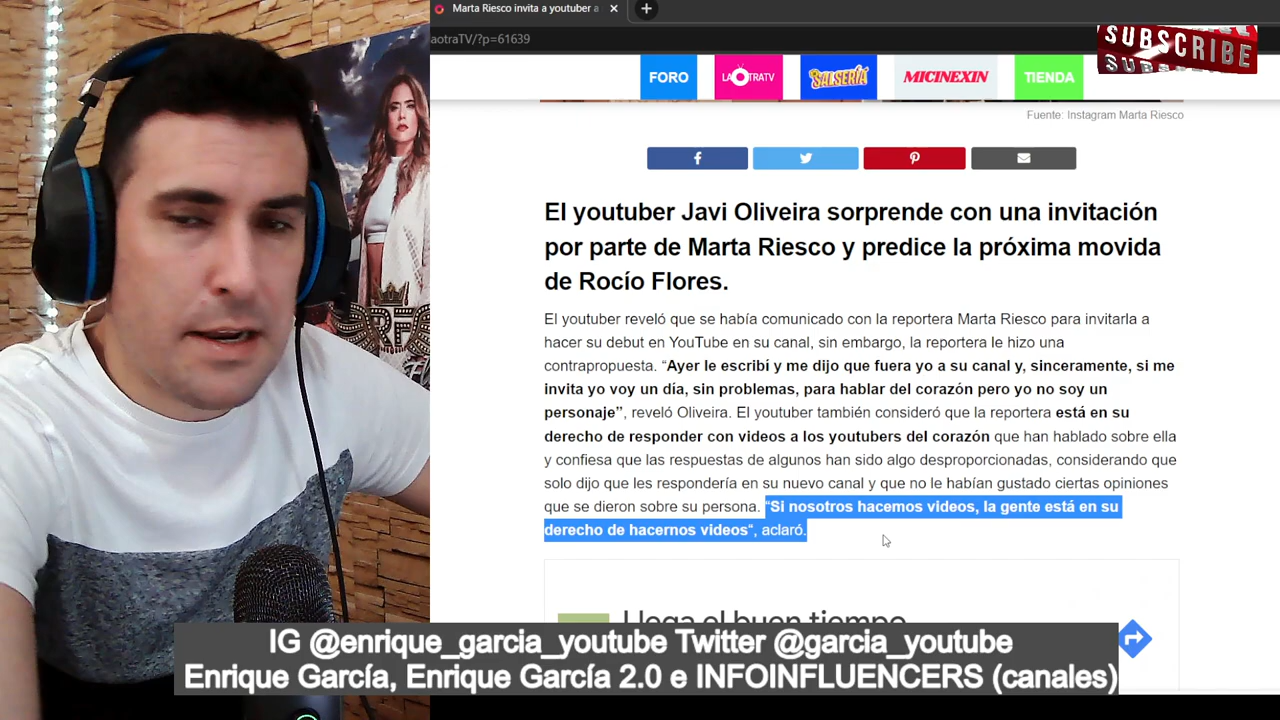 Marta Riesco invita a youtuber a
aotraTV/?p=61639
SUBSCRIBE
FORO
LAOTRATV
SALSERÍA
MICINEXIN
TIENDA
Fuente: Instagram Marta Riesco
El youtuber Javi Oliveira sorprende con una invitación
por parte de Marta Riesco y predice la próxima movida
de Rocío Flores.
El youtuber reveló que se había comunicado con la reportera Marta Riesco para invitarla a
hacer su debut en YouTube en su canal, sin embargo, la reportera le hizo una
contrapropuesta. “Ayer le escribí y me dijo que fuera yo a su canal y, sinceramente, si me
invita yo voy un día, sin problemas, para hablar del corazón pero yo no soy un
personaje”, reveló Oliveira. El youtuber también consideró que la reportera está en su
derecho de responder con videos a los youtubers del corazón que han hablado sobre ella
y confiesa que las respuestas de algunos han sido algo desproporcionadas, considerando que
solo dijo que les respondería en su nuevo canal y que no le habían gustado ciertas opiniones
que se dieron sobre su persona. “Si nosotros hacemos videos, la gente está en su
derecho de hacernos videos“, aclaró.
Llega el buen tiempo
IG @enrique_garcia_youtube Twitter @garcia_youtube
Enrique García, Enrique García 2.0 e INFOINFLUENCERS (canales)